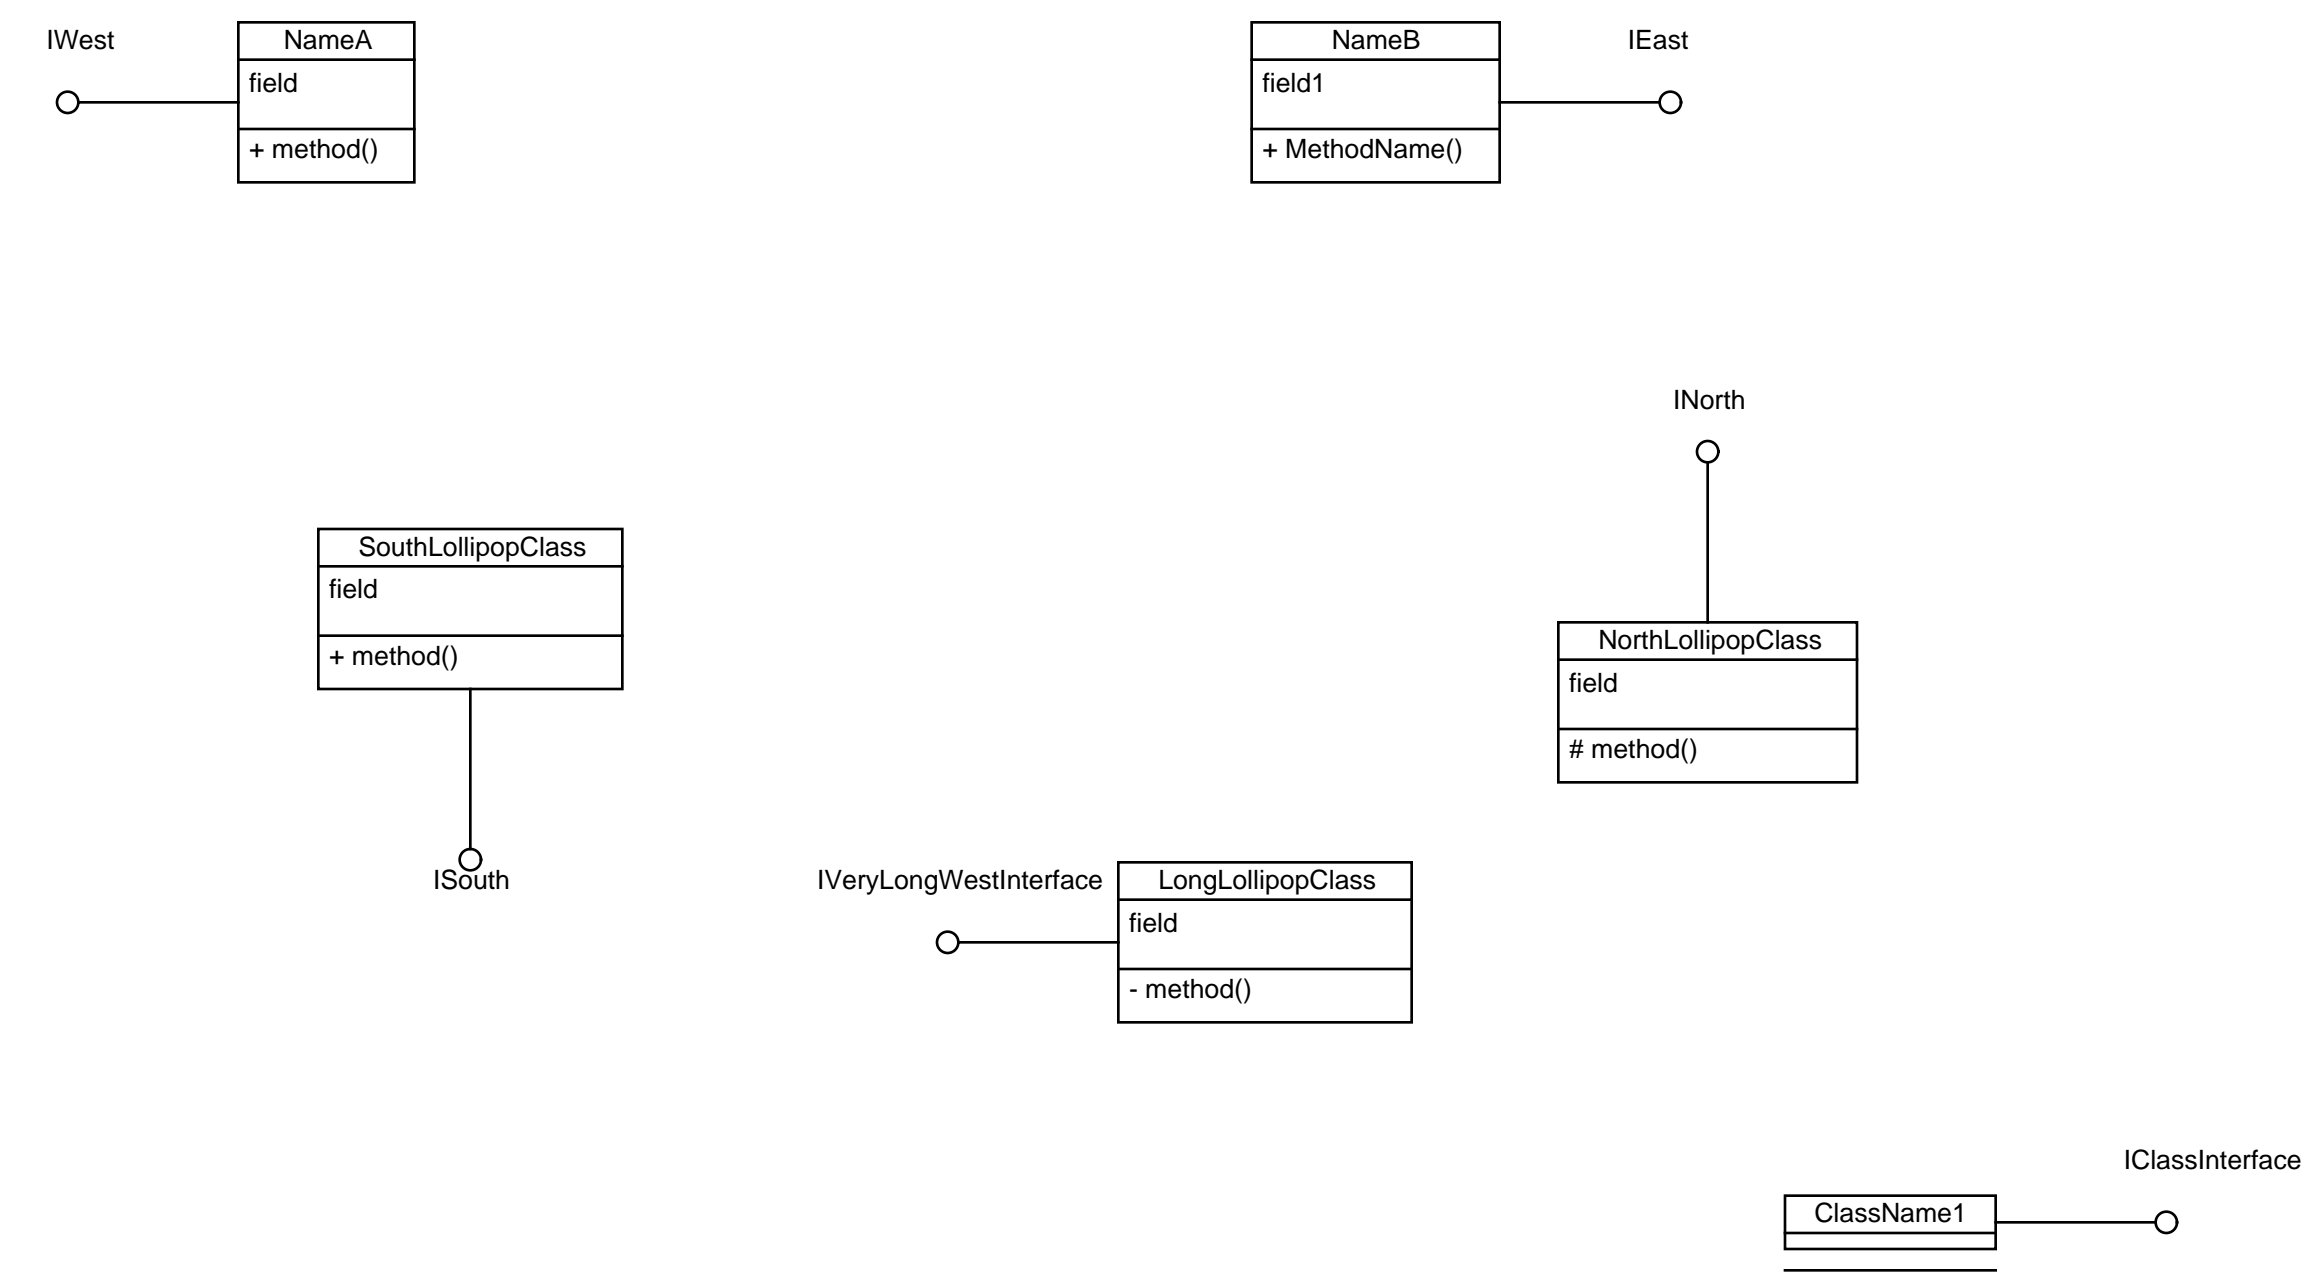 IWest
NameA
field
+ method()
NameB
field1
+ MethodName()
IEast
INorth
SouthLollipopClass
field
+ method()
ISouth
NorthLollipopClass
field
# method()
IVeryLongWestInterface
LongLollipopClass
field
- method()
IClassInterface
ClassName1